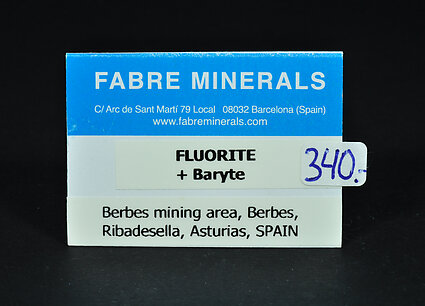 FABRE MINERALS
C/ Arc de Sant Martí 79 Local 08032 Barcelona (Spain)
www.fabreminerals.com
FLUORITE
+ Baryte
340.-
Berbes mining area, Berbes,
Ribadesella, Asturias, SPAIN